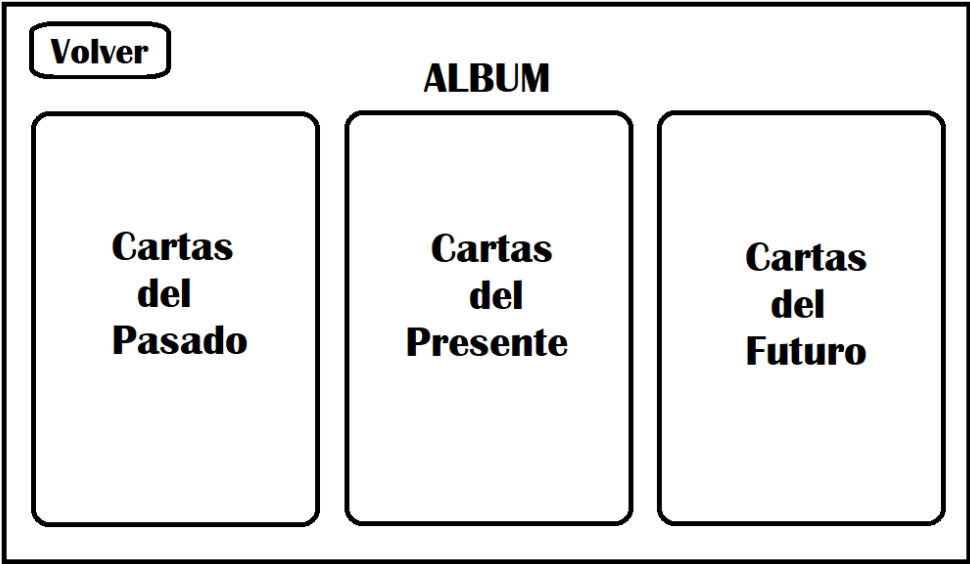 Volver
ALBUM
Cartas
del
Pasado
Cartas
del
Presente
Cartas
del
Futuro